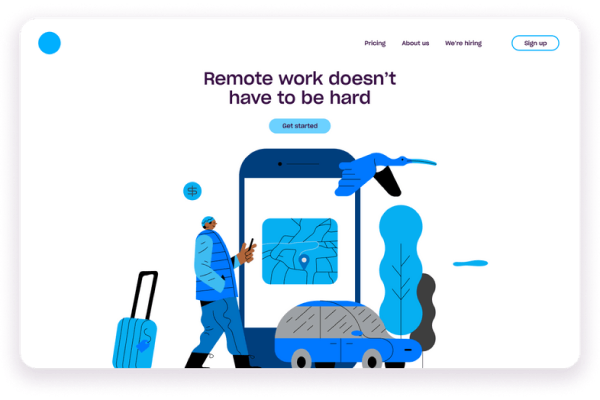 Pricing About us We're hiring Sign up
Remote work doesn't
have to be hard
Get started
$